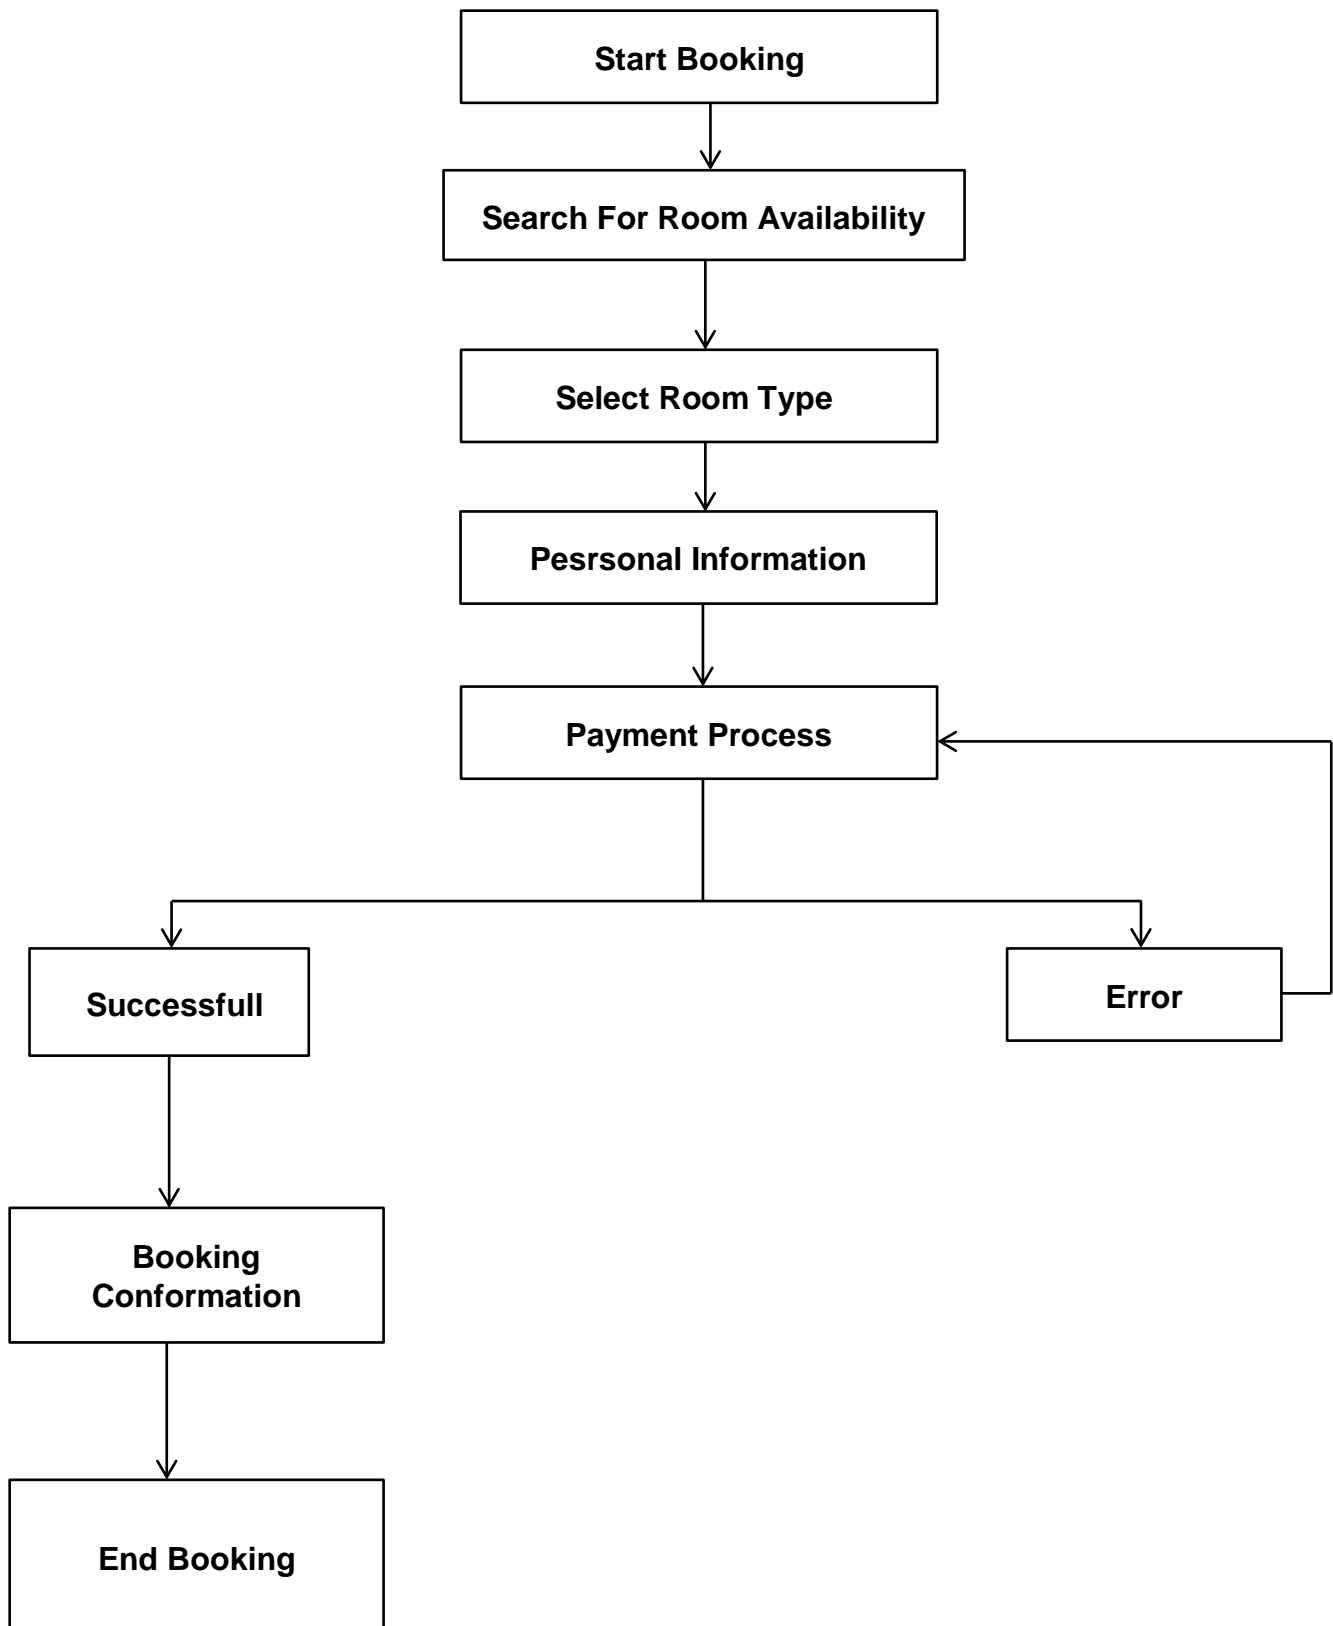 Start Booking
Search For Room Availability
Select Room Type
Pesrsonal Information
Payment Process
Successfull
Error
Booking
Conformation
End Booking